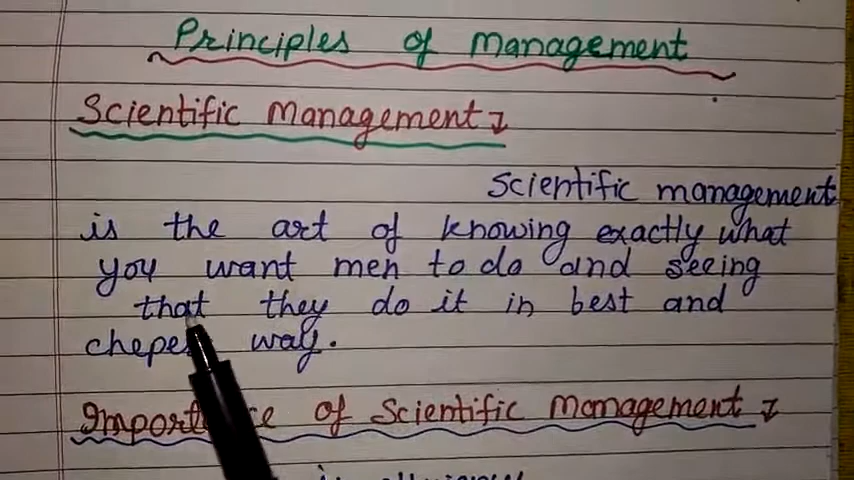 Principles of management
Scientific management
Scientific management
is the art of knowing exactly what
you want men to do and seeing
that they do it in best and
way.
of Scientific management